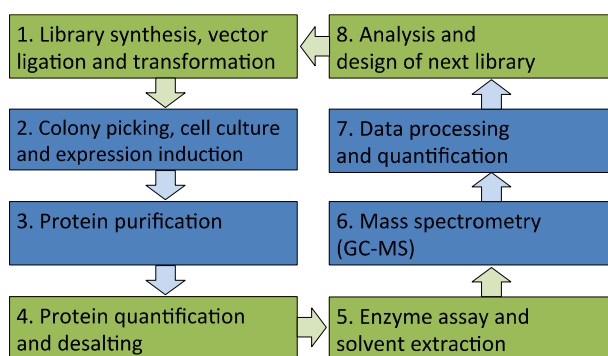 1. Library synthesis, vector
ligation and transformation
2. Colony picking, cell culture
and expression induction
3. Protein purification
4. Protein quantification
and desalting
5. Enzyme assay and
solvent extraction
6. Mass spectrometry
(GC-MS)
7. Data processing
and quantification
8. Analysis and
design of next library